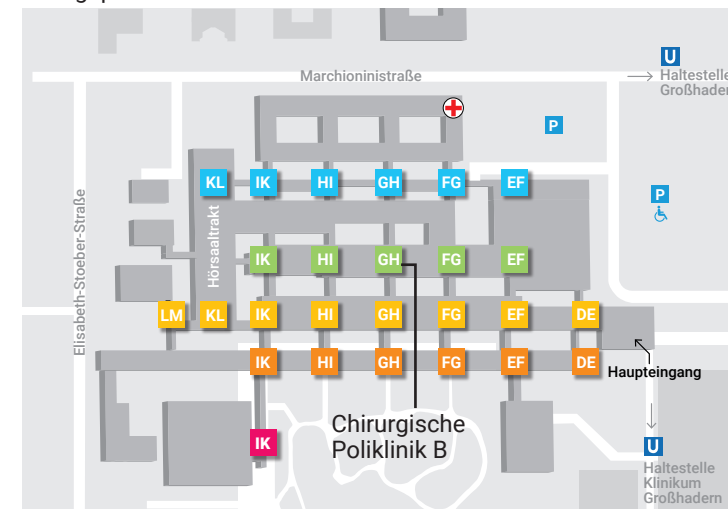 U
Marchioninistraße
Haltestelle
Großhadern
P
KL IK HI GH FG EF
P
Elisabeth-Stoeber-Straße
Hörsaaltrakt
IK HI GH FG EF
LM KL IK HI GH FG EF DE
IK HI GH FG EF DE
Haupteingang
Chirurgische
Poliklinik B
IK
U
Haltestelle
Klinikum
Großhadern